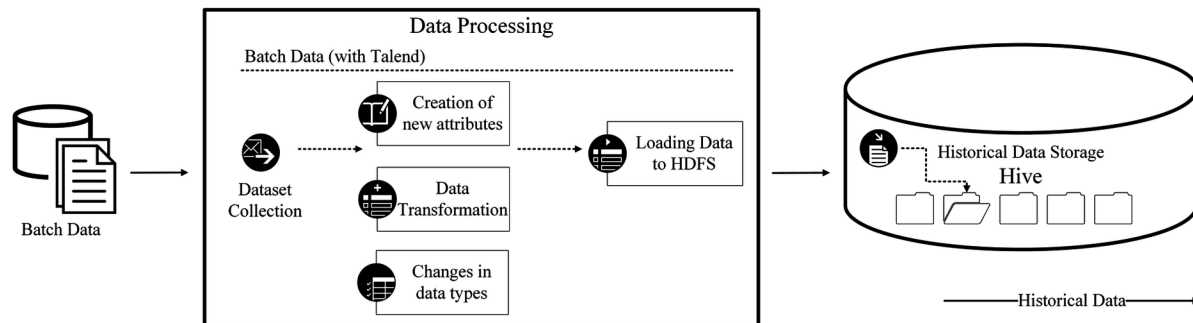 Data Processing
Batch Data (with Talend)
Batch Data
Dataset
Collection
Creation of
new attributes
Data
Transformation
Changes in
data types
Loading Data
to HDFS
Historical Data Storage
Hive
Historical Data